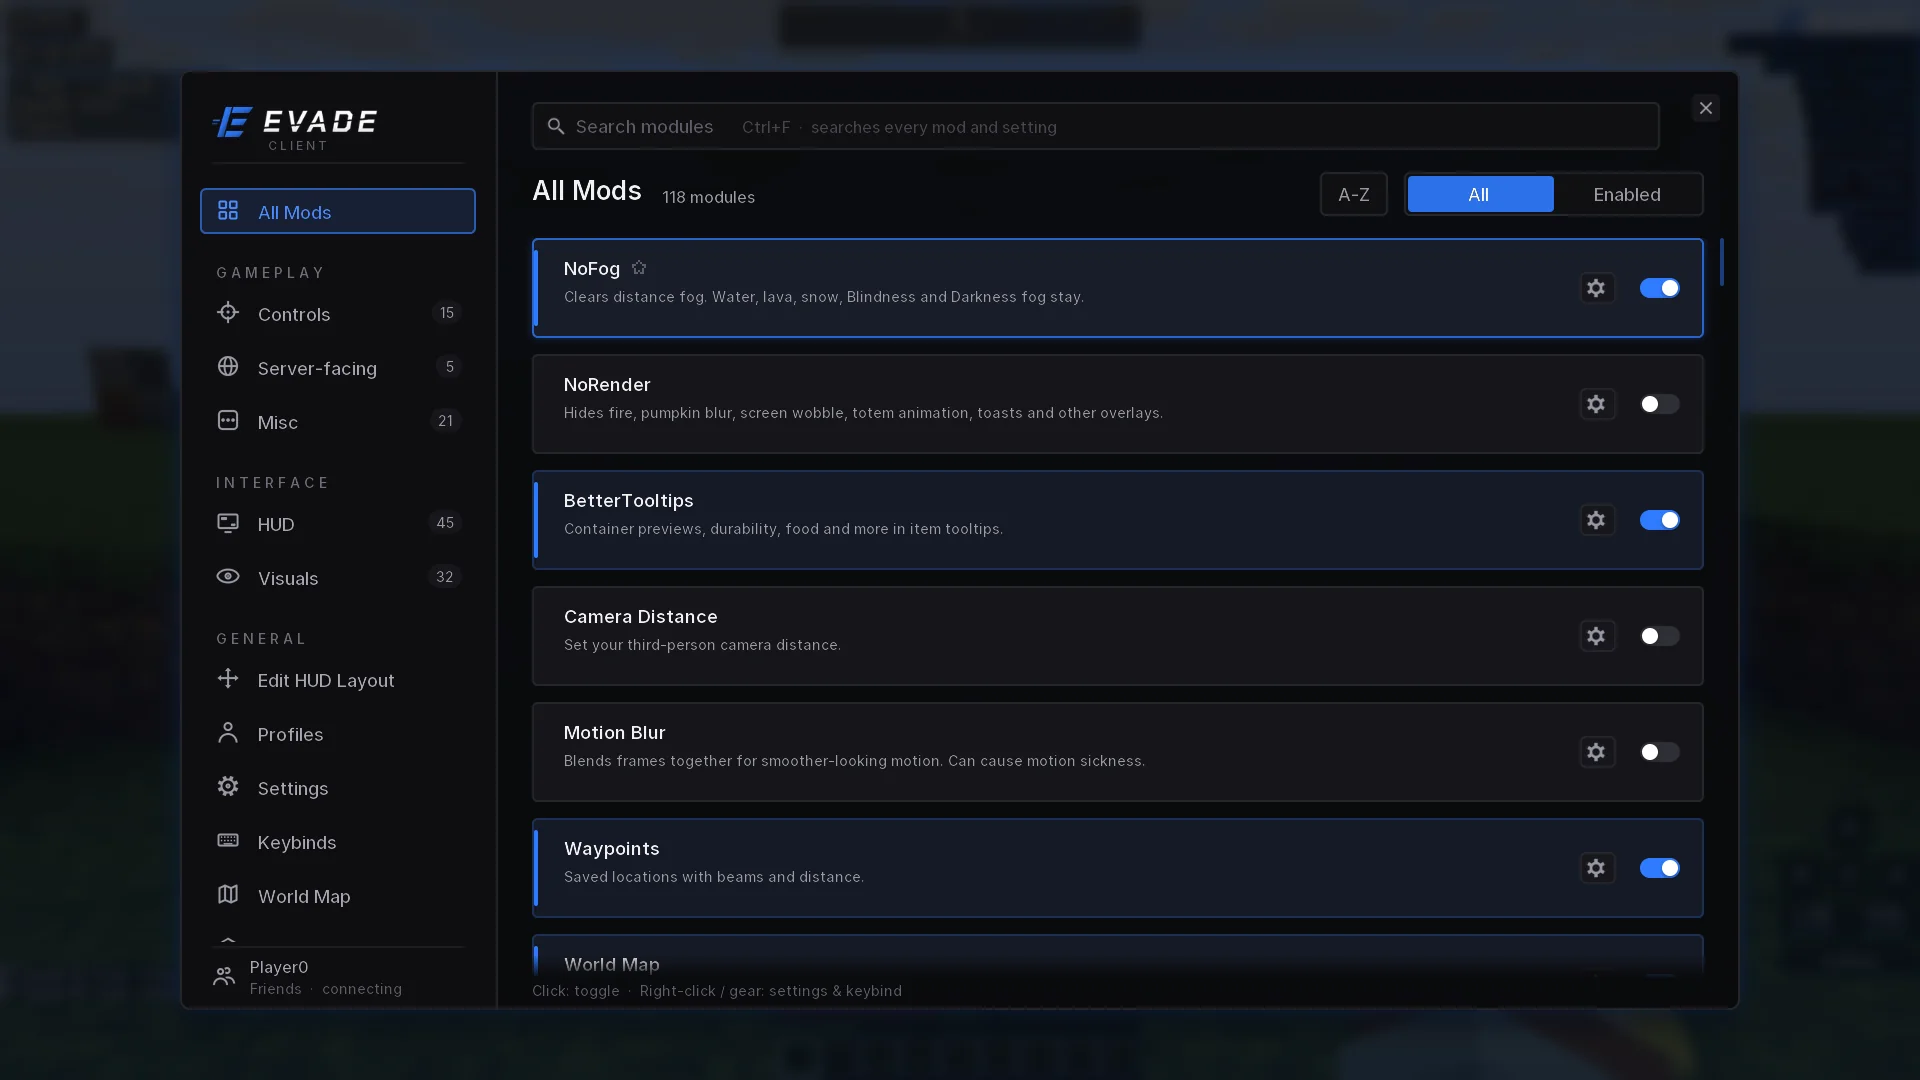 EVADE
CLIENT
All Mods
GAMEPLAY
Controls 15
Server-facing 5
Misc 21
INTERFACE
HUD 45
Visuals 32
GENERAL
Edit HUD Layout
Profiles
Settings
Keybinds
World Map
Player0
Friends · connecting
Search modules Ctrl+F · searches every mod and setting
All Mods 118 modules
A-Z All Enabled
NoFog
Clears distance fog. Water, lava, snow, Blindness and Darkness fog stay.
NoRender
Hides fire, pumpkin blur, screen wobble, totem animation, toasts and other overlays.
BetterTooltips
Container previews, durability, food and more in item tooltips.
Camera Distance
Set your third-person camera distance.
Motion Blur
Blends frames together for smoother-looking motion. Can cause motion sickness.
Waypoints
Saved locations with beams and distance.
World Map
Click: toggle · Right-click / gear: settings & keybind